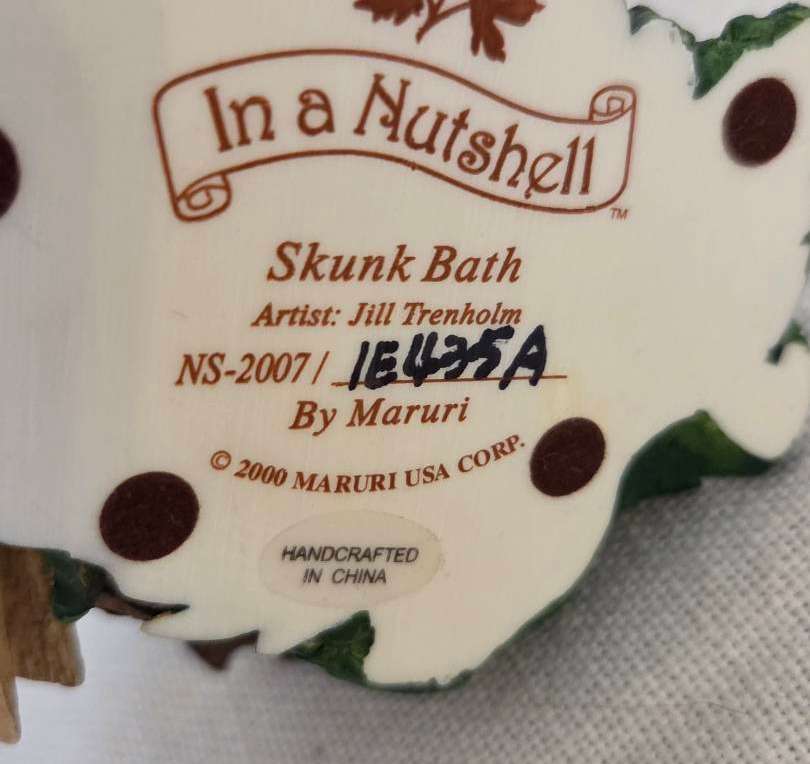 In a Nutshell
TM
Skunk Bath
Artist: Jill Trenholm
NS-2007/ 1E435A
By Maruri
© 2000 MARURI USA CORP.
HANDCRAFTED
IN CHINA